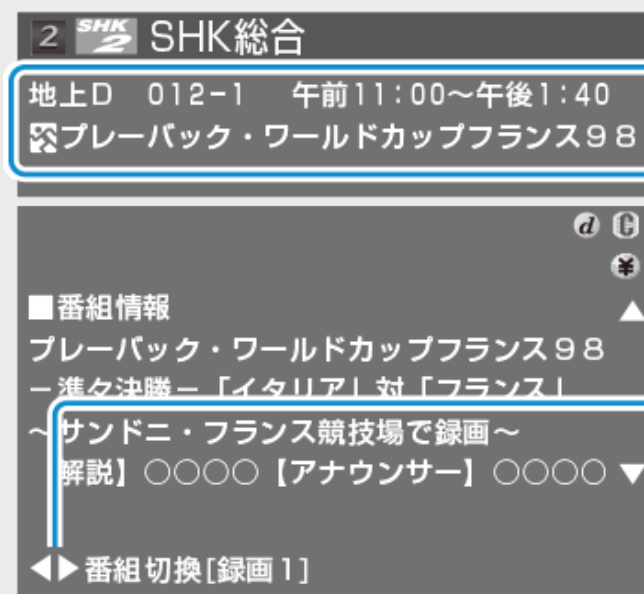 2 SHK2 SHK総合
地上D 012-1 午前11:00～午後1:40
プレーバック・ワールドカップフランス98
d
¥
■番組情報 ▲
プレーバック・ワールドカップフランス98
－準々決勝－「イタリア」対「フランス」
～サンドニ・フランス競技場で録画～
解説】○○○○【アナウンサー】○○○○ ▼
◀▶番組切換[録画1]